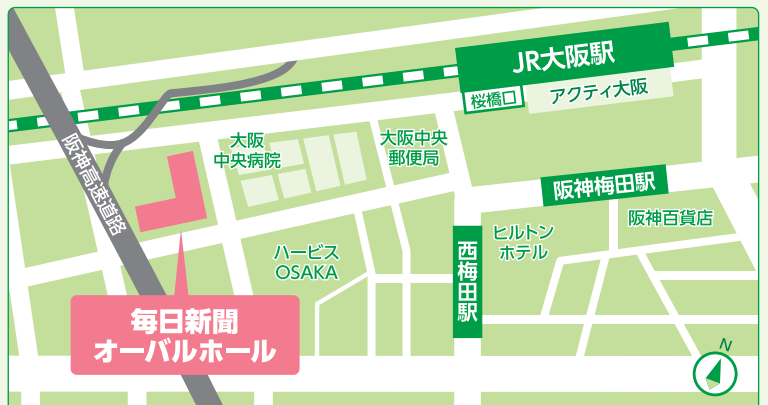 JR大阪駅
桜橋口
アクティ大阪
阪神高速道路
大阪
中央病院
大阪中央
郵便局
阪神梅田駅
阪神百貨店
ハービス
OSAKA
西梅田駅
ヒルトン
ホテル
毎日新聞
オーバルホール
N